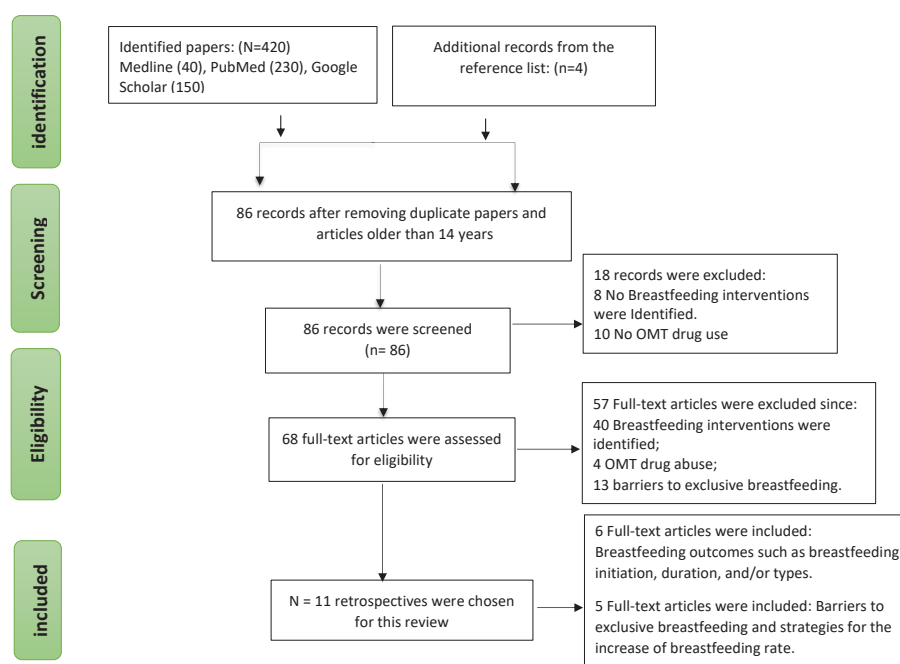 identification
Identified papers: (N=420)
Medline (40), PubMed (230), Google
Scholar (150)
Additional records from the
reference list: (n=4)
Screening
86 records after removing duplicate papers and
articles older than 14 years
86 records were screened
(n= 86)
18 records were excluded:
8 No Breastfeeding interventions
were Identified.
10 No OMT drug use
Eligibility
68 full-text articles were assessed
for eligibility
57 Full-text articles were excluded since:
40 Breastfeeding interventions were
identified;
4 OMT drug abuse;
13 barriers to exclusive breastfeeding.
included
N = 11 retrospectives were chosen
for this review
6 Full-text articles were included:
Breastfeeding outcomes such as breastfeeding
initiation, duration, and/or types.
5 Full-text articles were included: Barriers to
exclusive breastfeeding and strategies for the
increase of breastfeeding rate.